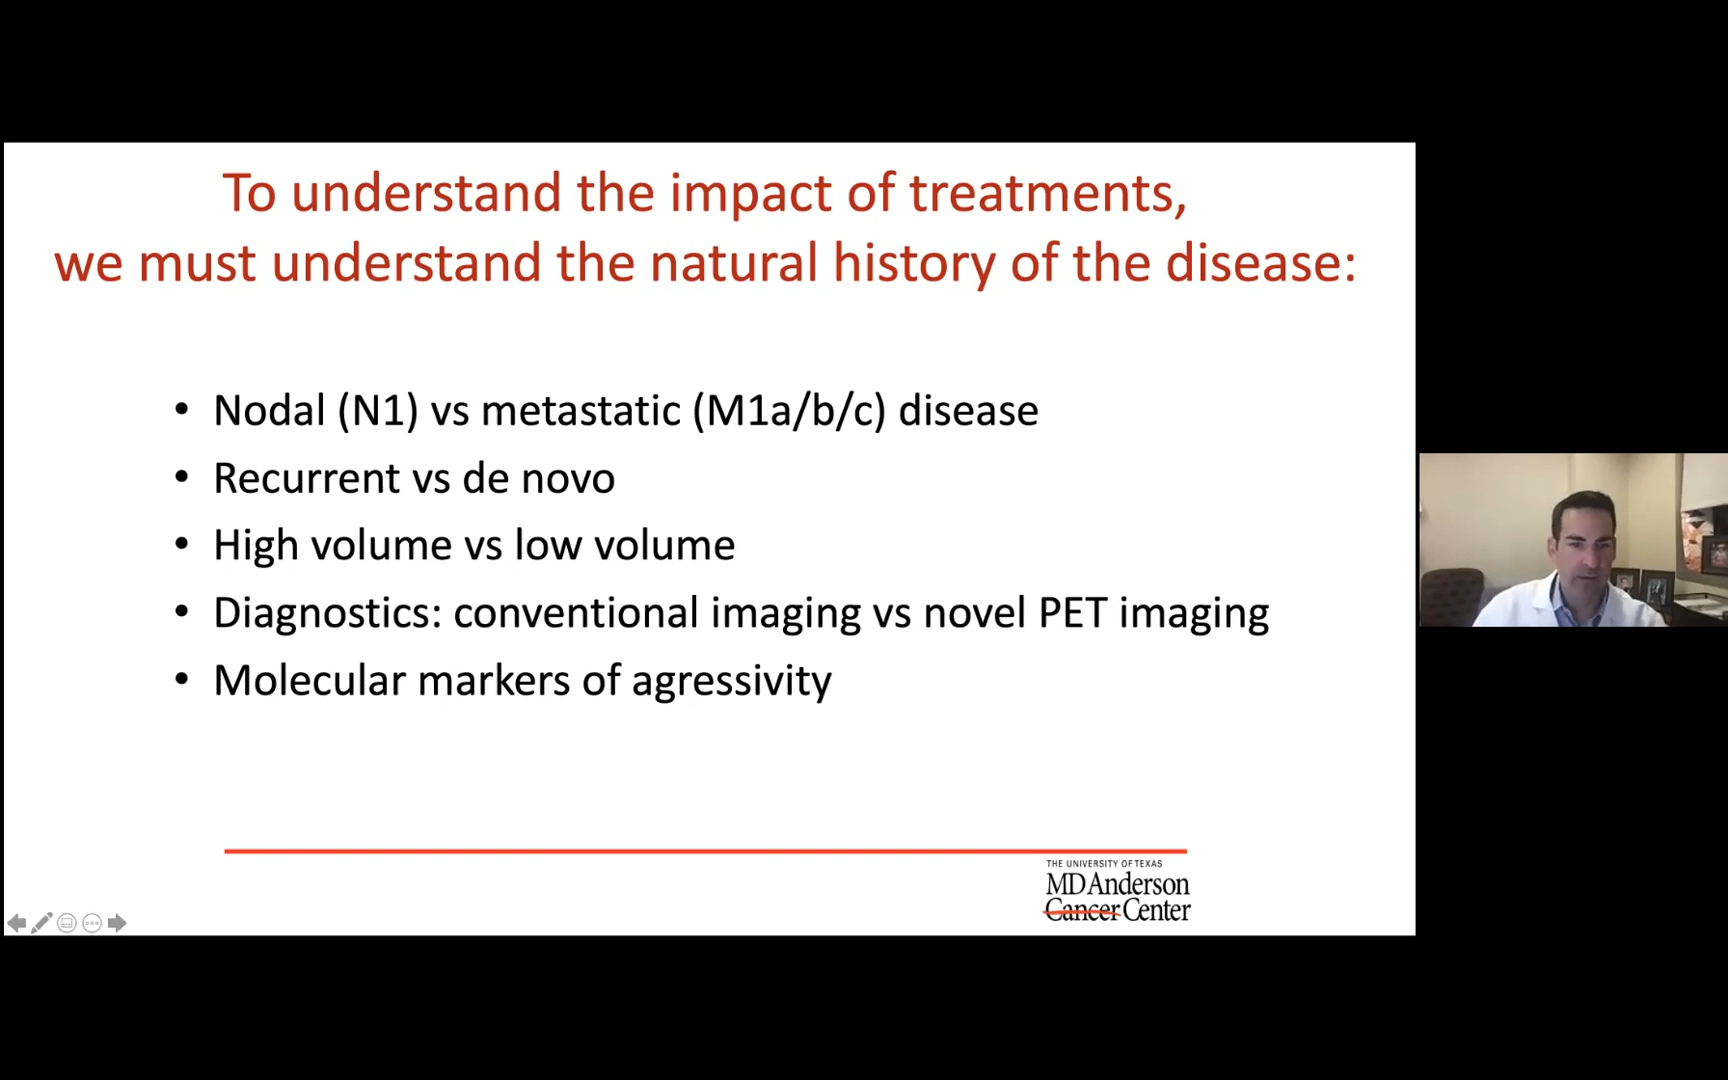 To understand the impact of treatments,
we must understand the natural history of the disease:
• Nodal (N1) vs metastatic (M1a/b/c) disease
• Recurrent vs de novo
• High volume vs low volume
• Diagnostics: conventional imaging vs novel PET imaging
• Molecular markers of agressivity
THE UNIVERSITY OF TEXAS
MD Anderson
Cancer Center